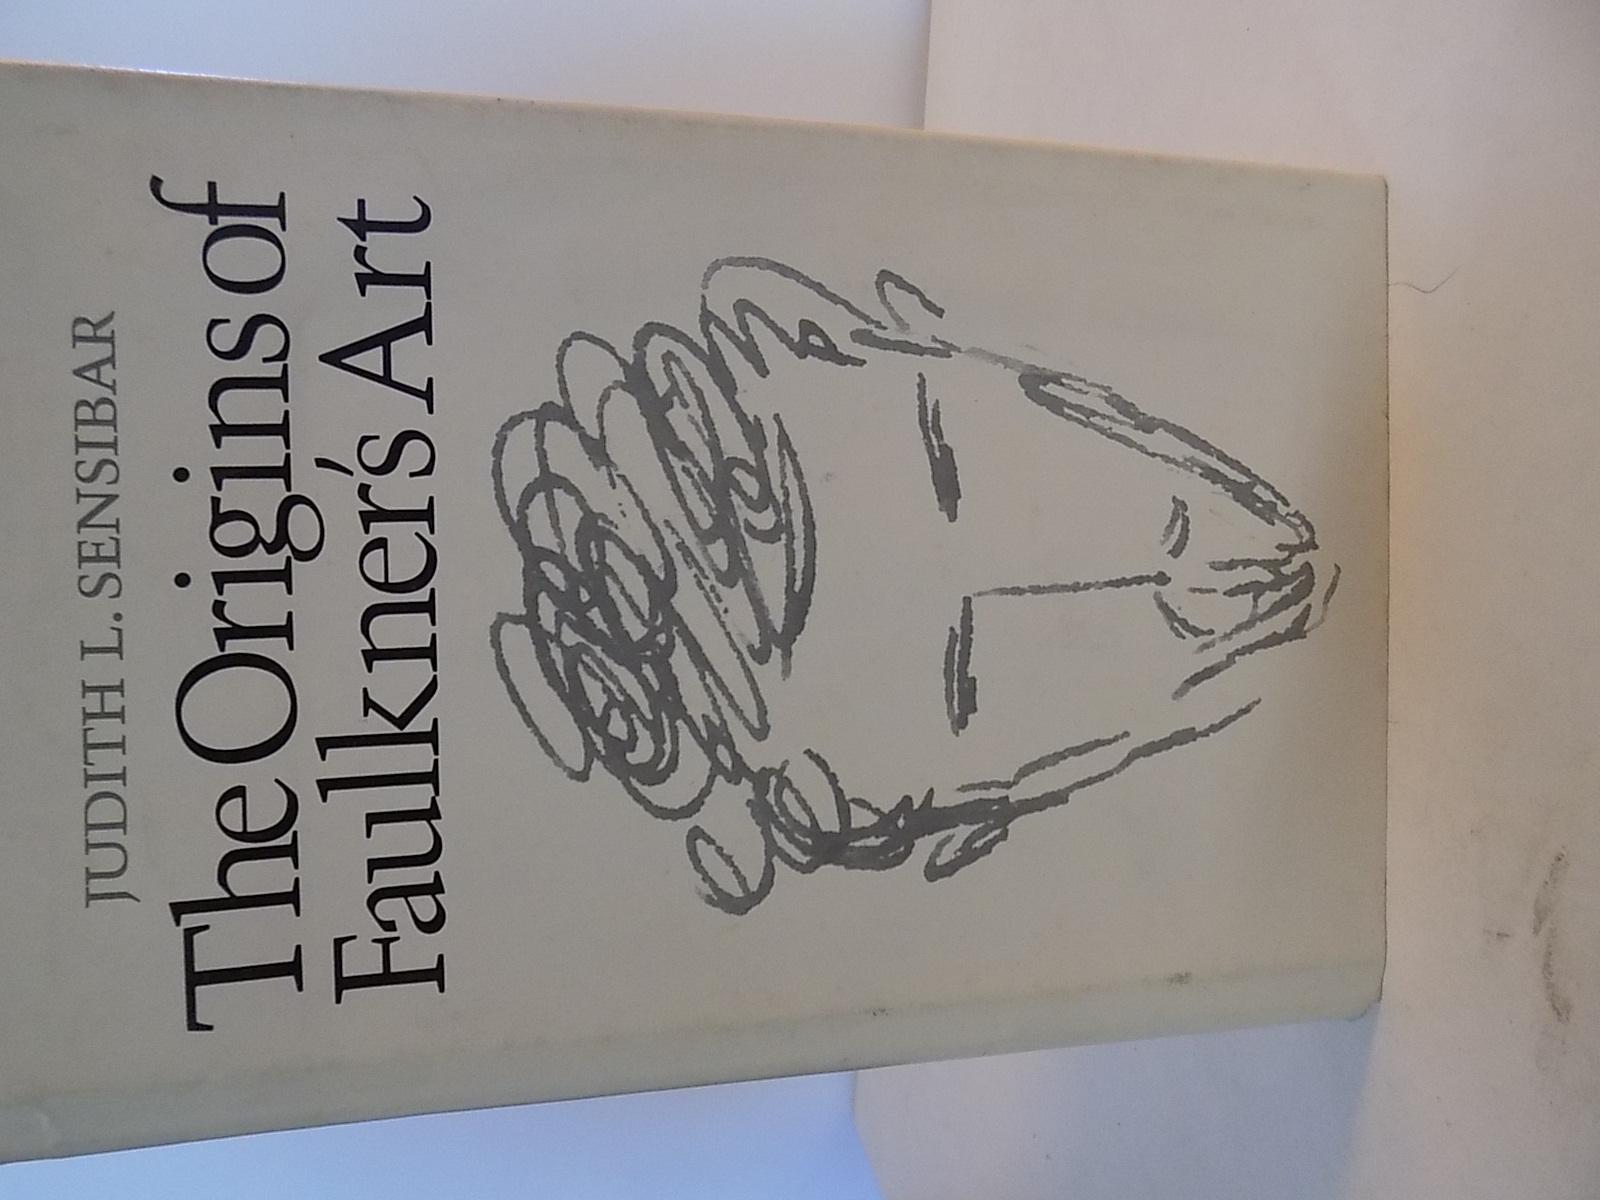 JUDITH L. SENSIBAR
The Origins of
Faulkner's Art